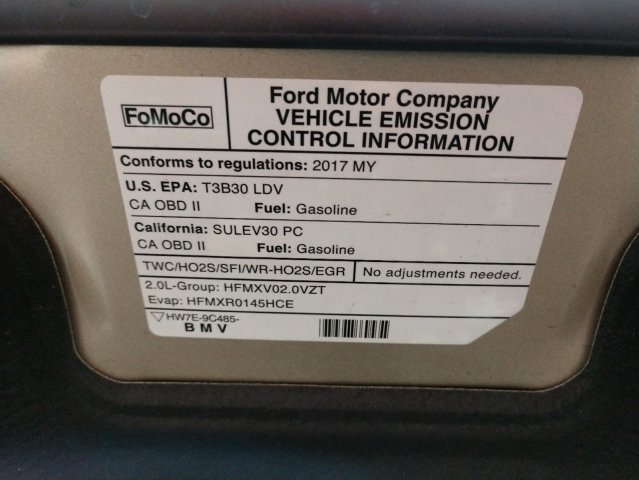 FoMoCo
Ford Motor Company
VEHICLE EMISSION
CONTROL INFORMATION
Conforms to regulations: 2017 MY
U.S. EPA: T3B30 LDV
CA OBD II Fuel: Gasoline
California: SULEV30 PC
CA OBD II Fuel: Gasoline
TWC/HO2S/SFI/WR-HO2S/EGR No adjustments needed.
2.0L-Group: HFMXV02.0VZT
Evap: HFMXR0145HCE
HW7E-9C485-
BMV